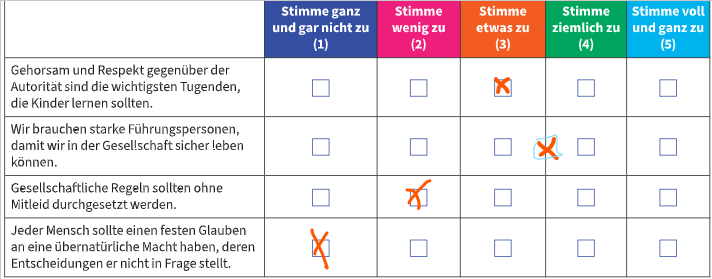 Stimme ganz
und gar nicht zu
(1)
Stimme
wenig zu
(2)
Stimme
etwas zu
(3)
Stimme
ziemlich zu
(4)
Stimme voll
und ganz zu
(5)
Gehorsam und Respekt gegenüber der
Autorität sind die wichtigsten Tugenden,
die Kinder lernen sollten.
Wir brauchen starke Führungspersonen,
damit wir in der Gesellschaft sicher leben
können.
Gesellschaftliche Regeln sollten ohne
Mitleid durchgesetzt werden.
Jeder Mensch sollte einen festen Glauben
an eine übernatürliche Macht haben, deren
Entscheidungen er nicht in Frage stellt.